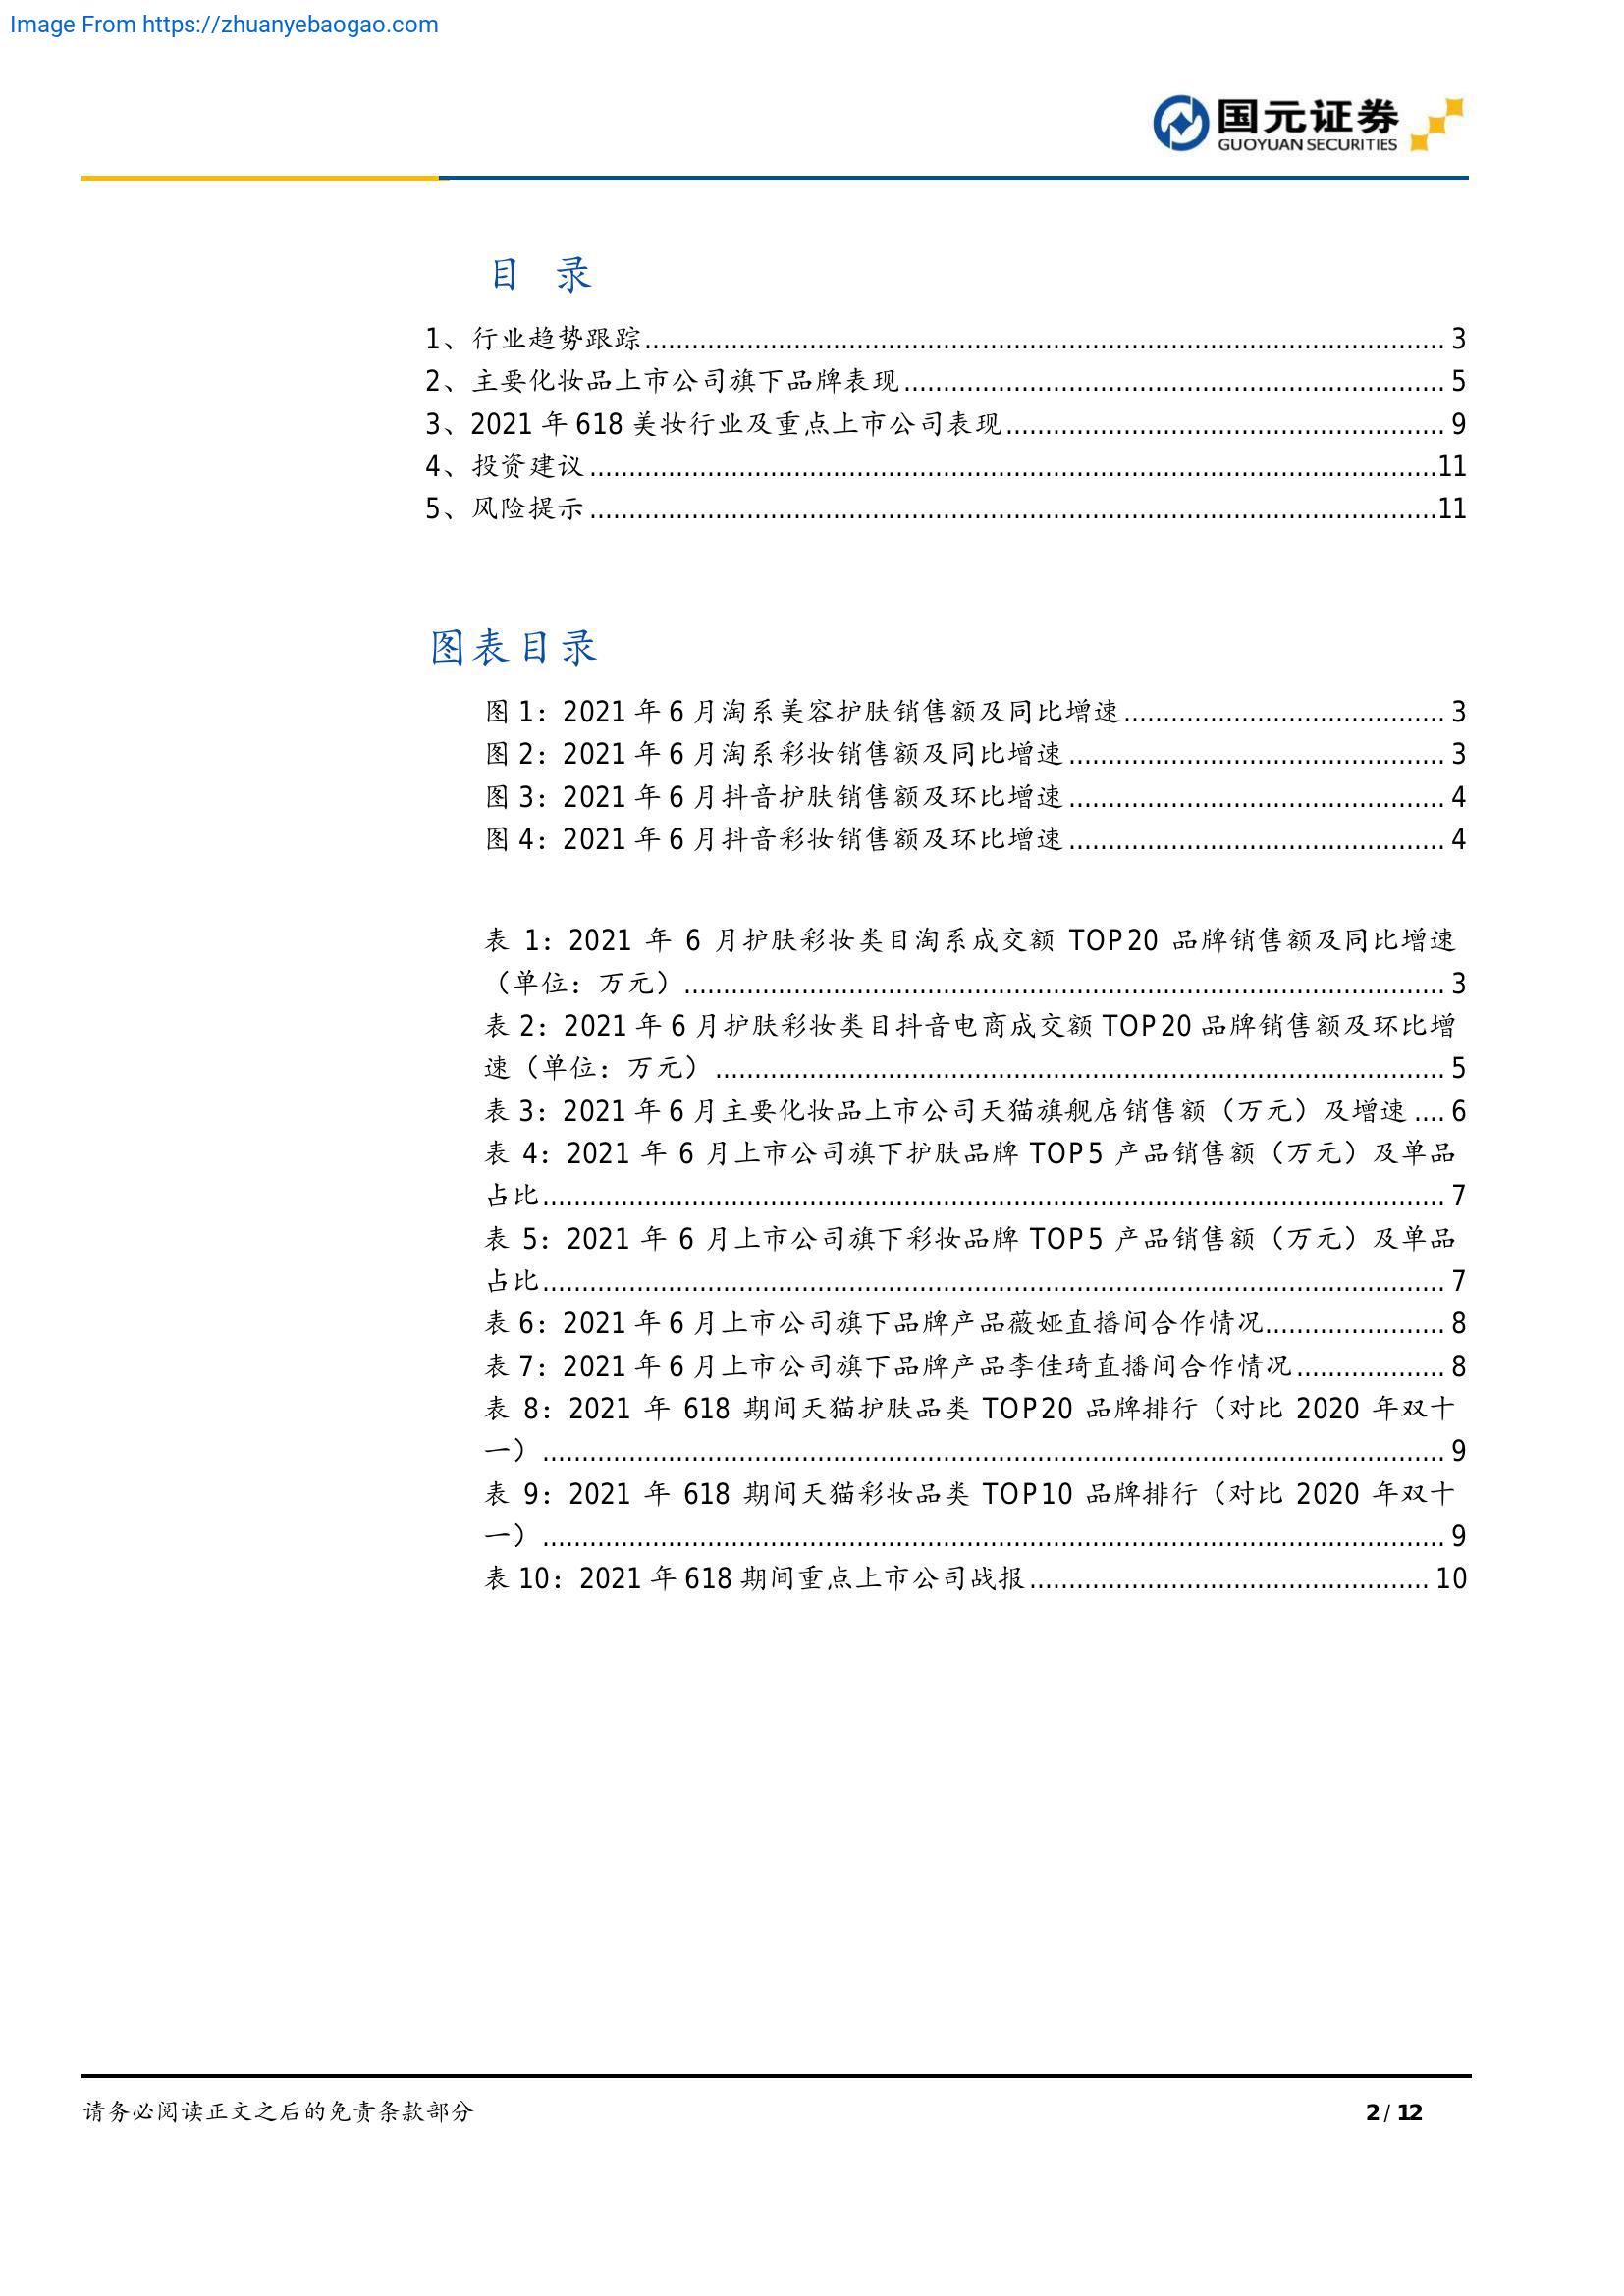 Image From https://zhuanyebaogao.com
国元证券
GUOYUAN SECURITIES
目 录
1、行业趋势跟踪........ 3
2、主要化妆品上市公司旗下品牌表现........ 5
3、2021 年 618 美妆行业及重点上市公司表现........ 9
4、投资建议........11
5、风险提示........11
图表目录
图 1：2021 年 6 月淘系美容护肤销售额及同比增速........ 3
图 2：2021 年 6 月淘系彩妆销售额及同比增速........ 3
图 3：2021 年 6 月抖音护肤销售额及环比增速........ 4
图 4：2021 年 6 月抖音彩妆销售额及环比增速........ 4
表 1：2021 年 6 月护肤彩妆类目淘系成交额 TOP20 品牌销售额及同比增速
（单位：万元）........ 3
表 2：2021 年 6 月护肤彩妆类目抖音电商成交额 TOP20 品牌销售额及环比增
速（单位：万元）........ 5
表 3：2021 年 6 月主要化妆品上市公司天猫旗舰店销售额（万元）及增速.... 6
表 4：2021 年 6 月上市公司旗下护肤品牌 TOP5 产品销售额（万元）及单品
占比........ 7
表 5：2021 年 6 月上市公司旗下彩妆品牌 TOP5 产品销售额（万元）及单品
占比........ 7
表 6：2021 年 6 月上市公司旗下品牌产品薇娅直播间合作情况........ 8
表 7：2021 年 6 月上市公司旗下品牌产品李佳琦直播间合作情况........ 8
表 8：2021 年 618 期间天猫护肤品类 TOP20 品牌排行（对比 2020 年双十
一）........ 9
表 9：2021 年 618 期间天猫彩妆品类 TOP10 品牌排行（对比 2020 年双十
一）........ 9
表 10：2021 年 618 期间重点上市公司战报........ 10
请务必阅读正文之后的免责条款部分
2 / 12